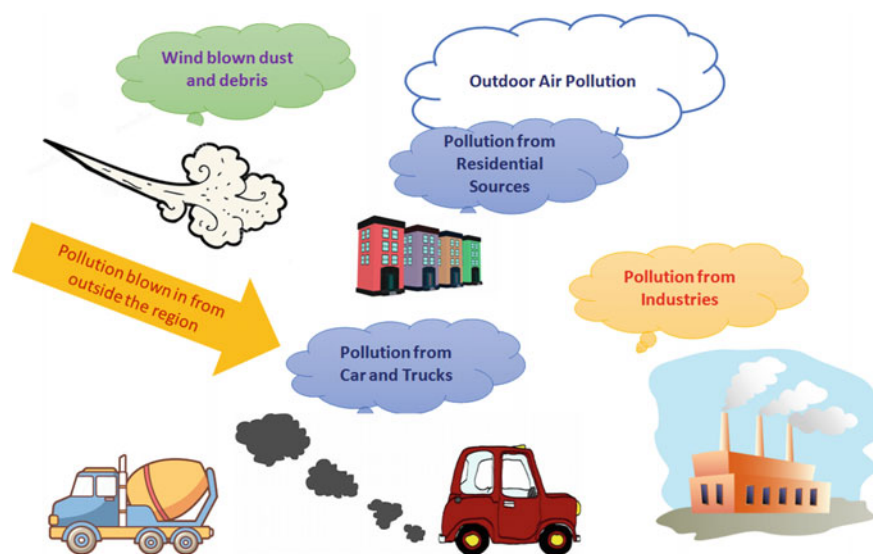 Wind blown dust
and debris
Outdoor Air Pollution
Pollution from
Residential
Sources
Pollution blown in from
outside the region
Pollution from
Industries
Pollution from
Car and Trucks